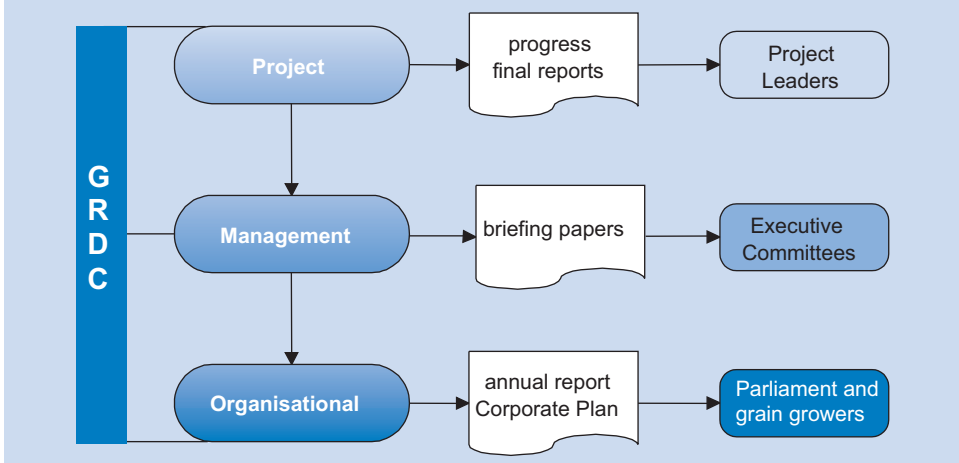 GRDC
Project
progress
final reports
Project
Leaders
Management
briefing papers
Executive
Committees
Organisational
annual report
Corporate Plan
Parliament and
grain growers